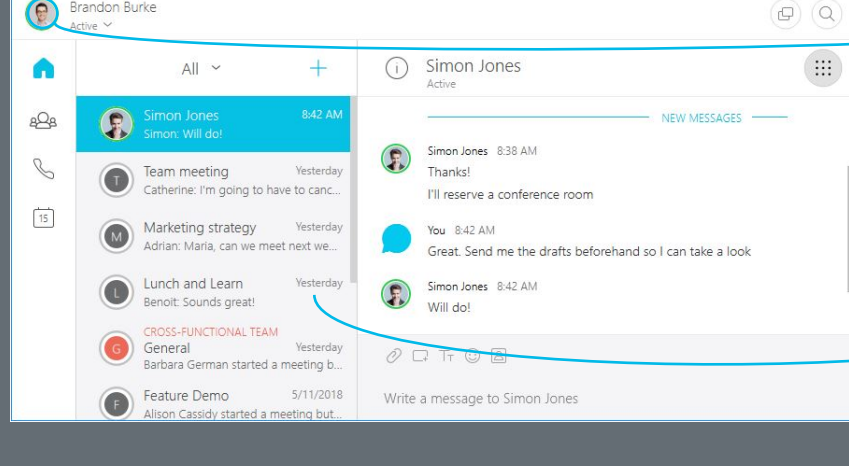 Brandon Burke
Active
All
+
Simon Jones
Active
15
Simon Jones 8:42 AM
Simon: Will do!
T
Team meeting Yesterday
Catherine: I'm going to have to canc...
M
Marketing strategy Yesterday
Adrian: Maria, can we meet next we...
L
Lunch and Learn Yesterday
Benoit: Sounds great!
CROSS-FUNCTIONAL TEAM
G
General Yesterday
Barbara German started a meeting b...
F
Feature Demo 5/11/2018
Alison Cassidy started a meeting but...
NEW MESSAGES
Simon Jones 8:38 AM
Thanks!
I'll reserve a conference room
You 8:42 AM
Great. Send me the drafts beforehand so I can take a look
Simon Jones 8:42 AM
Will do!
TT
Write a message to Simon Jones